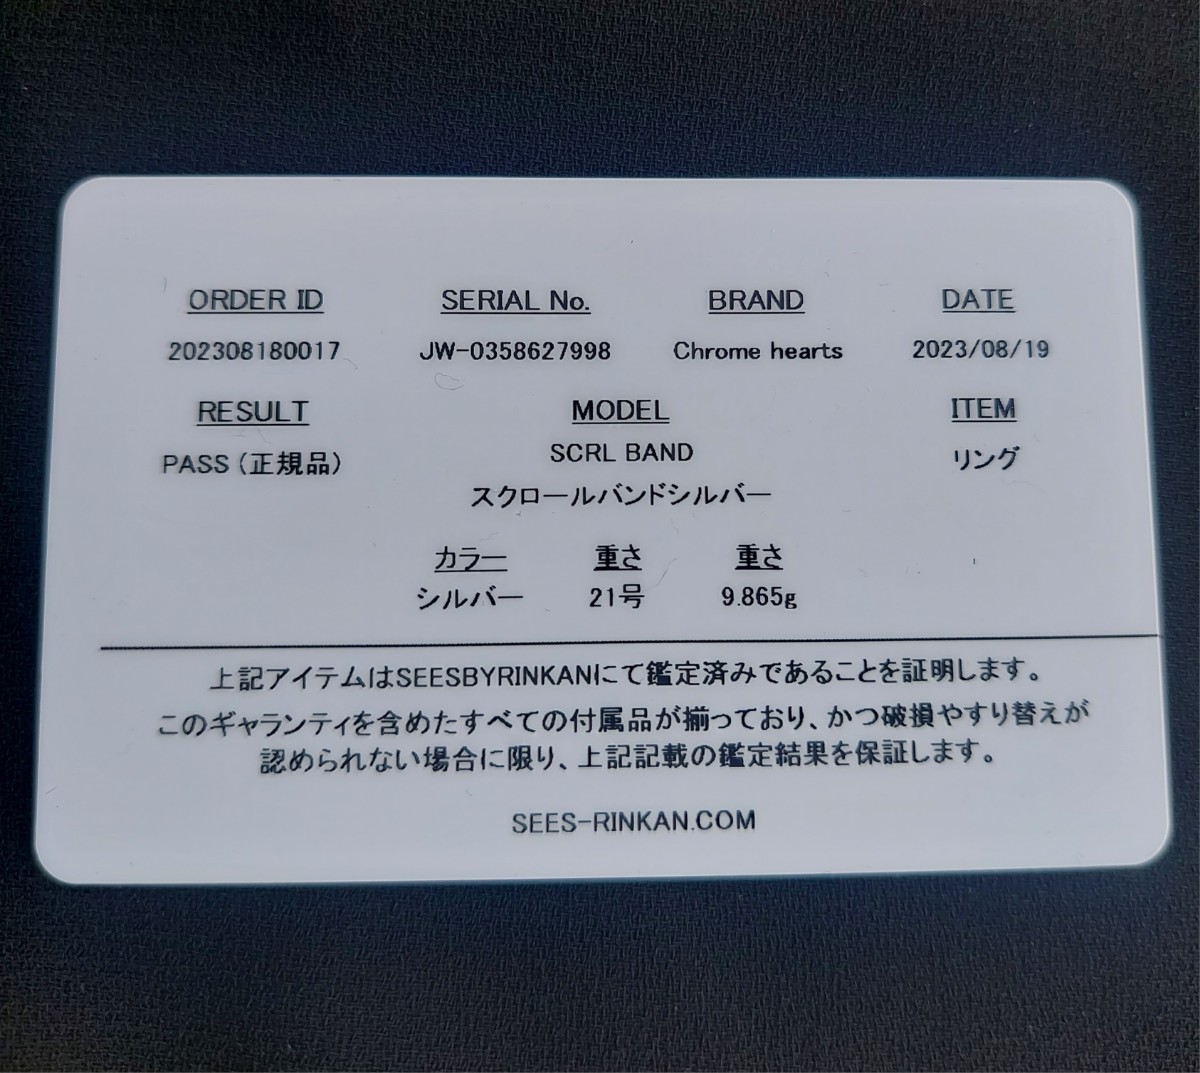 ORDER ID SERIAL No. BRAND DATE
202308180017 JW-0358627998 Chrome hearts 2023/08/19
RESULT MODEL ITEM
PASS (正規品) SCRL BAND リング
スクロールバンドシルバー
カラー 重さ 重さ
シルバー 21号 9.865g
上記アイテムはSEESBYRINKANにて鑑定済みであることを証明します。
このギャランティを含めたすべての付属品が揃っており、かつ破損やすり替えが
認められない場合に限り、上記記載の鑑定結果を保証します。
SEES-RINKAN.COM